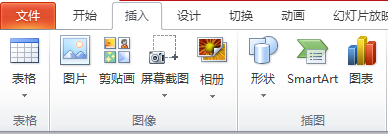 文件 开始 插入 设计 切换 动画 幻灯片放
表格 图片 剪贴画 屏幕截图 相册 形状 SmartArt 图表
表格 图像 插图